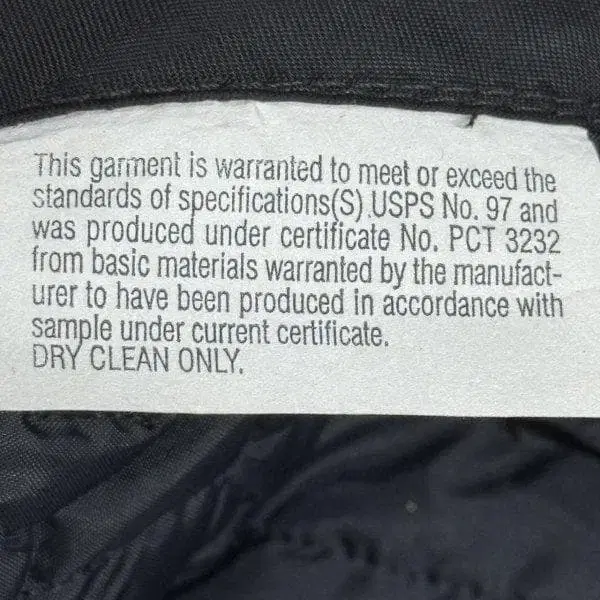 This garment is warranted to meet or exceed the
standards of specifications(S) USPS No. 97 and
was produced under certificate No. PCT 3232
from basic materials warranted by the manufact-
urer to have been produced in accordance with
sample under current certificate.
DRY CLEAN ONLY.